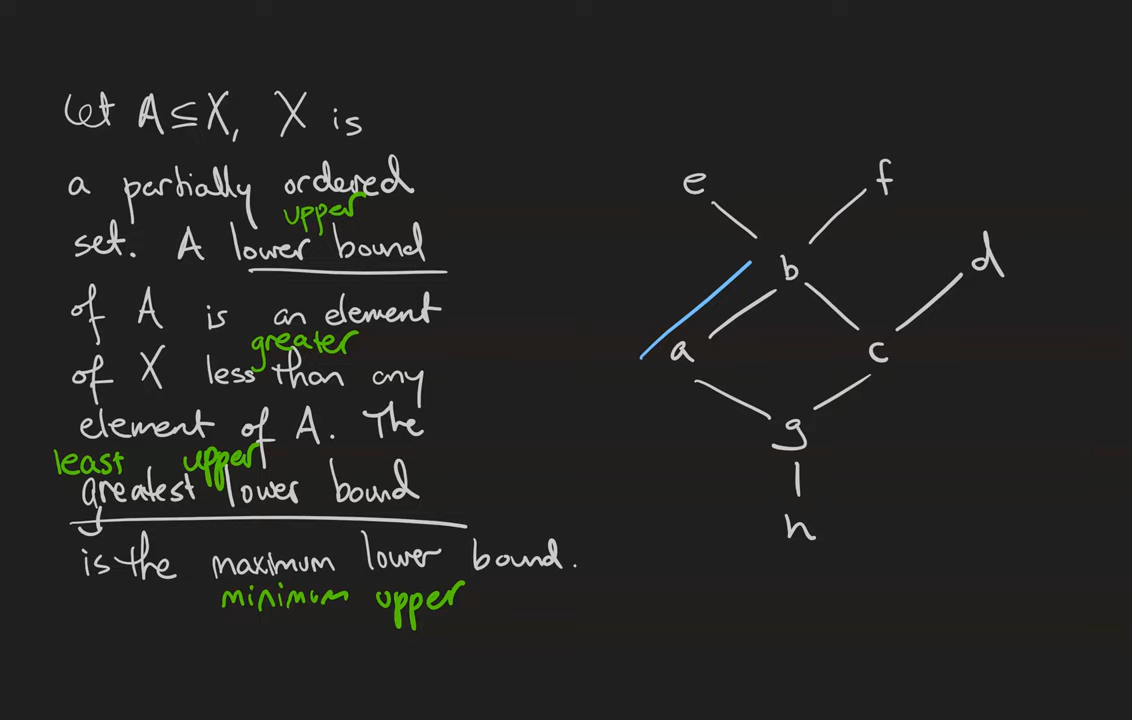 Let A ⊆ X, X is
a partially ordered
upper
set. A lower bound
of A is an element
greater
of X less than any
element of A. The
least upper
greatest lower bound
is the maximum lower bound.
minimum upper
e f
b d
a c
g
h